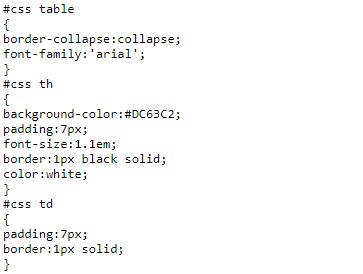 #css table
{
border-collapse:collapse;
font-family:'arial';
}
#css th
{
background-color:#DC63C2;
padding:7px;
font-size:1.1em;
border:1px black solid;
color:white;
}
#css td
{
padding:7px;
border:1px solid;
}